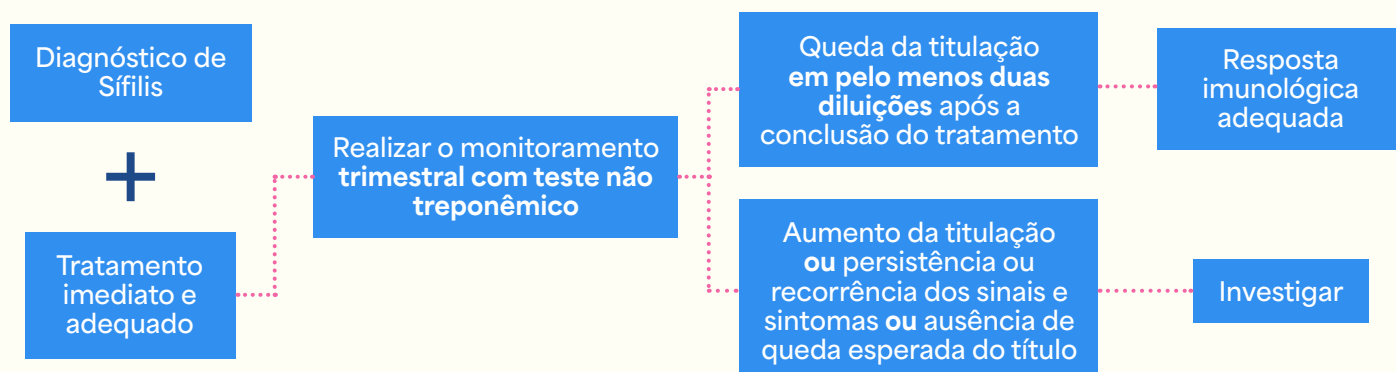 Diagnóstico de
Sífilis
+
Tratamento
imediato e
adequado
Realizar o monitoramento
trimestral com teste não
treponêmico
Queda da titulação
em pelo menos duas
diluições após a
conclusão do tratamento
Resposta
imunológica
adequada
Aumento da titulação
ou persistência ou
recorrência dos sinais e
sintomas ou ausência de
queda esperada do título
Investigar